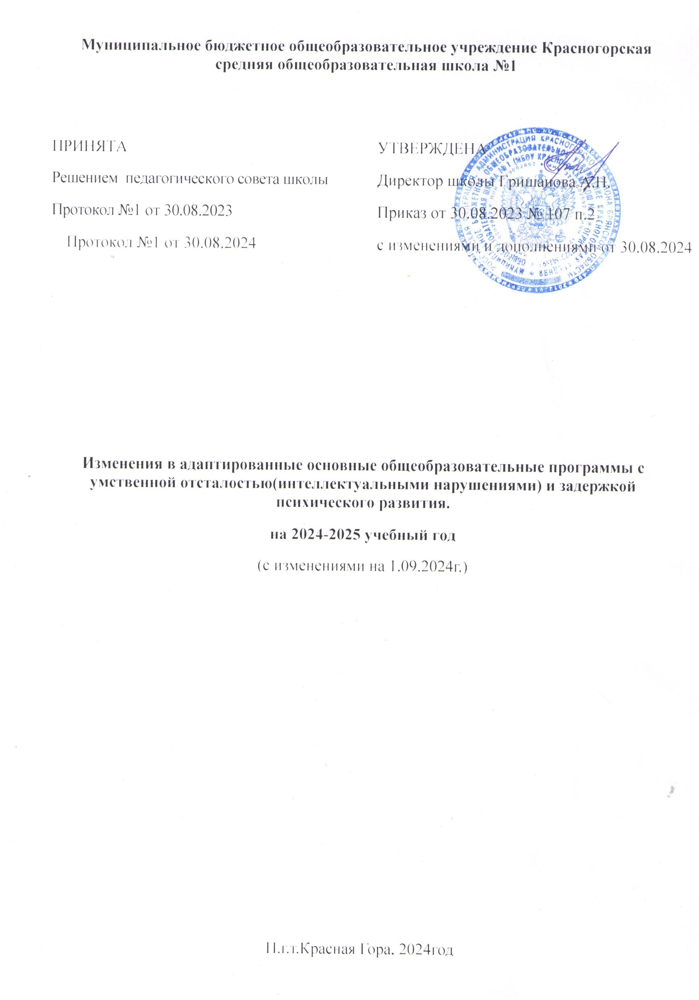 Муниципальное бюджетное общеобразовательное учреждение Красногорская
средняя общеобразовательная школа №1
ПРИНЯТА
Решением педагогического совета школы
Протокол №1 от 30.08.2023
Протокол №1 от 30.08.2024
УТВЕРЖДЕНА
Директор школы Гришанова А.Н.
Приказ от 30.08.2023 № 107 п.2
с изменениями и дополнениями от 30.08.2024
Изменения в адаптированные основные общеобразовательные программы с
умственной отсталостью(интеллектуальными нарушениями) и задержкой
психического развития.
на 2024-2025 учебный год
(с изменениями на 1.09.2024г.)
П.г.т.Красная Гора. 2024год